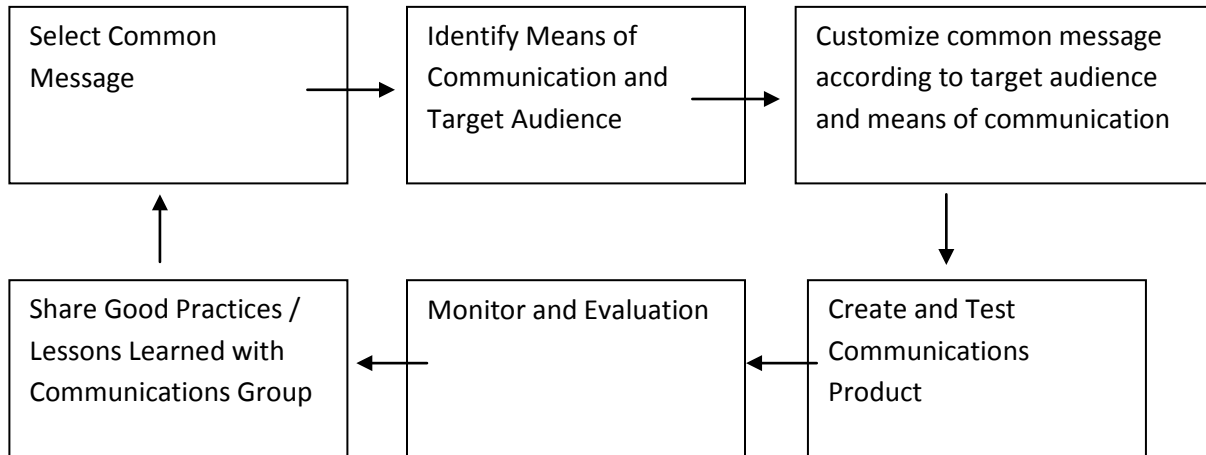 Select Common
Message
Identify Means of
Communication and
Target Audience
Customize common message
according to target audience
and means of communication
Share Good Practices /
Lessons Learned with
Communications Group
Monitor and Evaluation
Create and Test
Communications
Product